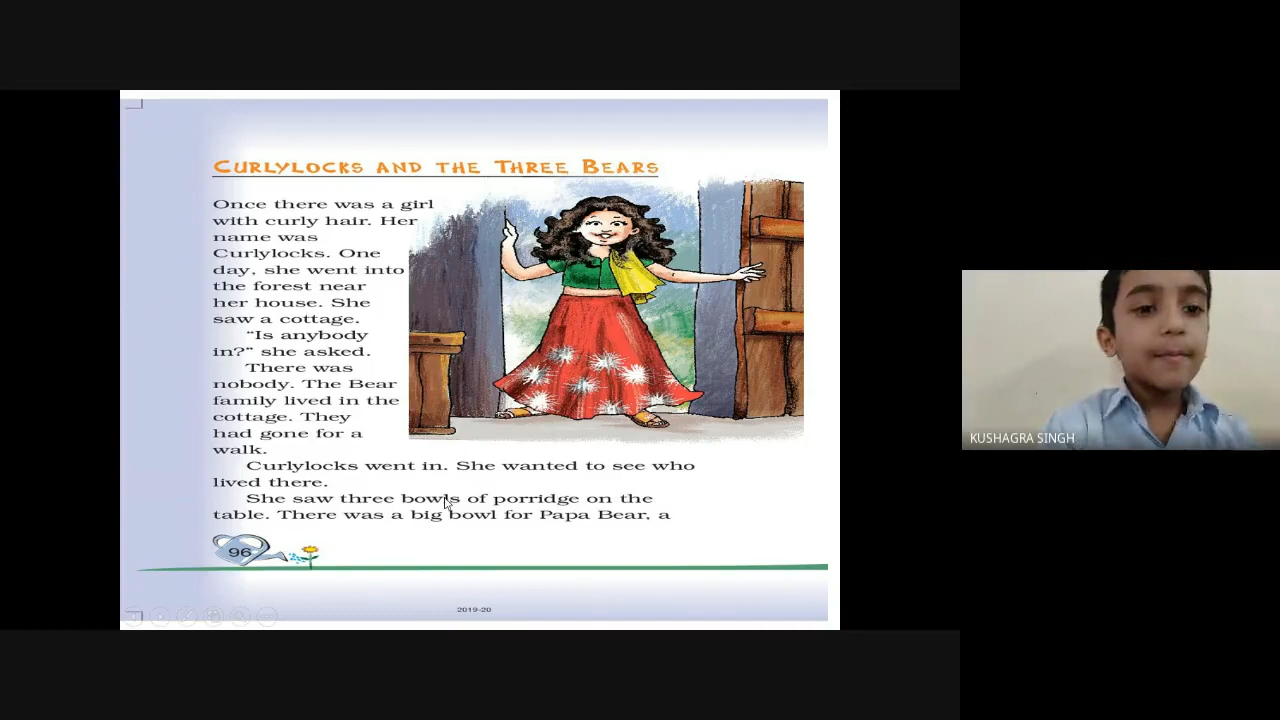 CURLYLOCKS AND THE THREE BEARS
Once there was a girl
with curly hair. Her
name was
Curlylocks. One
day, she went into
the forest near
her house. She
saw a cottage.
"Is anybody
in?" she asked.
There was
nobody. The Bear
family lived in the
cottage. They
had gone for a
walk.
Curlylocks went in. She wanted to see who
lived there.
She saw three bowls of porridge on the
table. There was a big bowl for Papa Bear, a
96
2019-20
KUSHAGRA SINGH